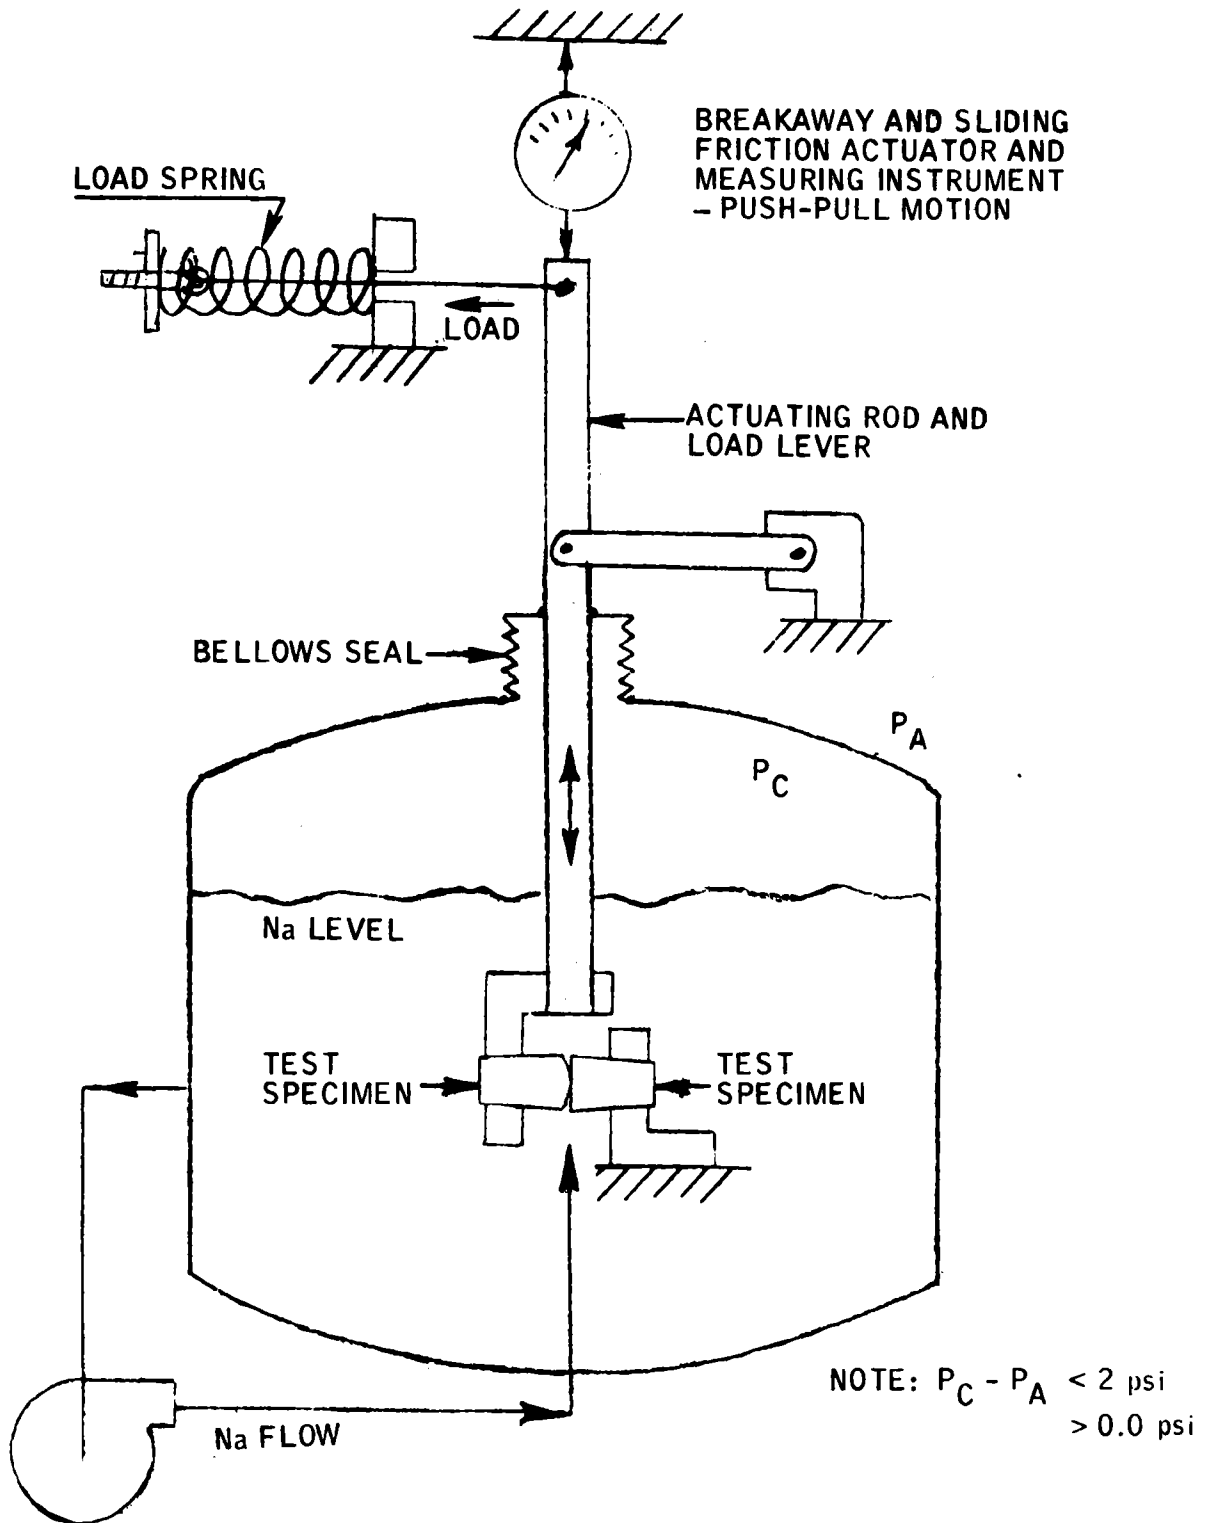 BREAKAWAY AND SLIDING
FRICTION ACTUATOR AND
MEASURING INSTRUMENT
– PUSH-PULL MOTION
LOAD SPRING
LOAD
ACTUATING ROD AND
LOAD LEVER
BELLOWS SEAL
PA
PC
Na LEVEL
TEST
SPECIMEN
TEST
SPECIMEN
NOTE: PC - PA < 2 psi
> 0.0 psi
Na FLOW